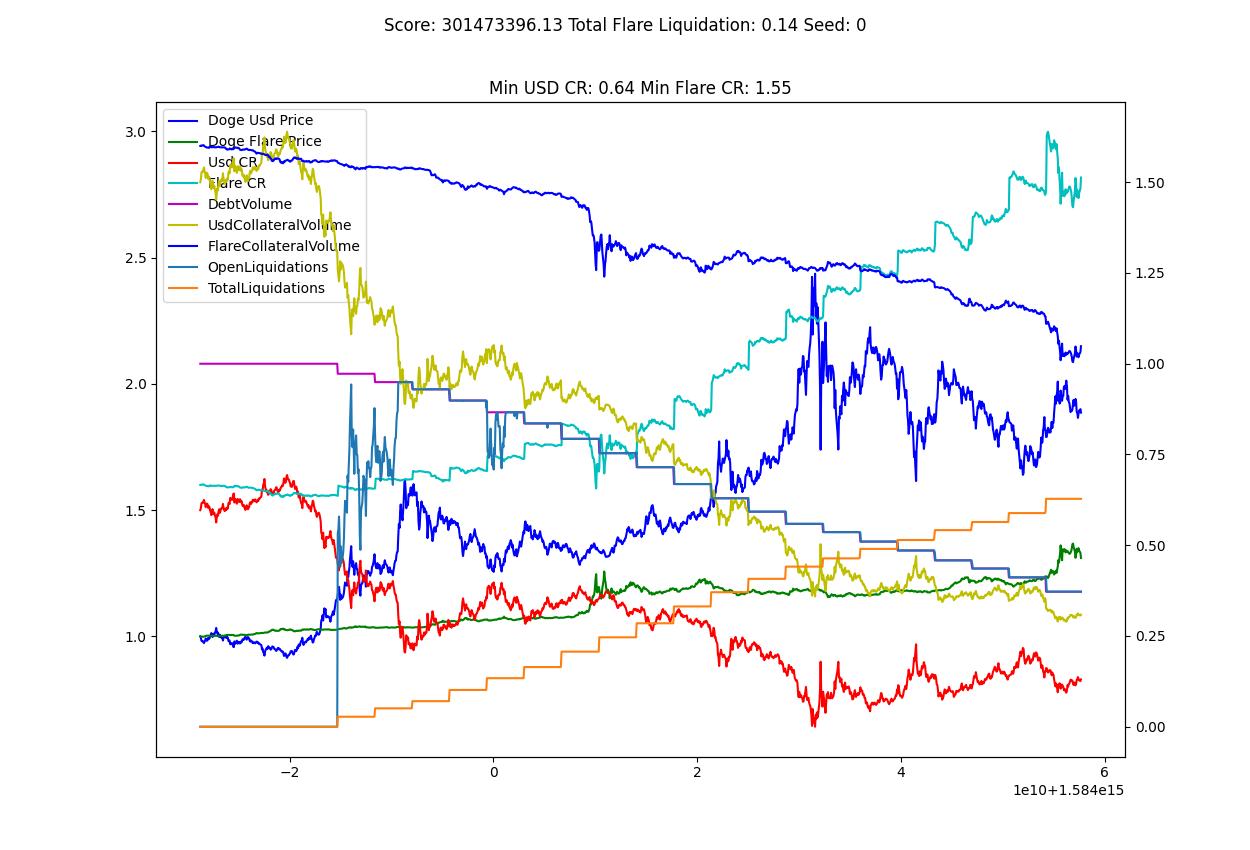 Score: 301473396.13 Total Flare Liquidation: 0.14 Seed: 0
Min USD CR: 0.64 Min Flare CR: 1.55
Doge Usd Price
Doge Flare Price
Usd CR
Flare CR
DebtVolume
UsdCollateralVolume
FlareCollateralVolume
OpenLiquidations
TotalLiquidations
3.0
2.5
2.0
1.5
1.0
1.50
1.25
1.00
0.75
0.50
0.25
0.00
−2
0
2
4
6
1e10+1.584e15